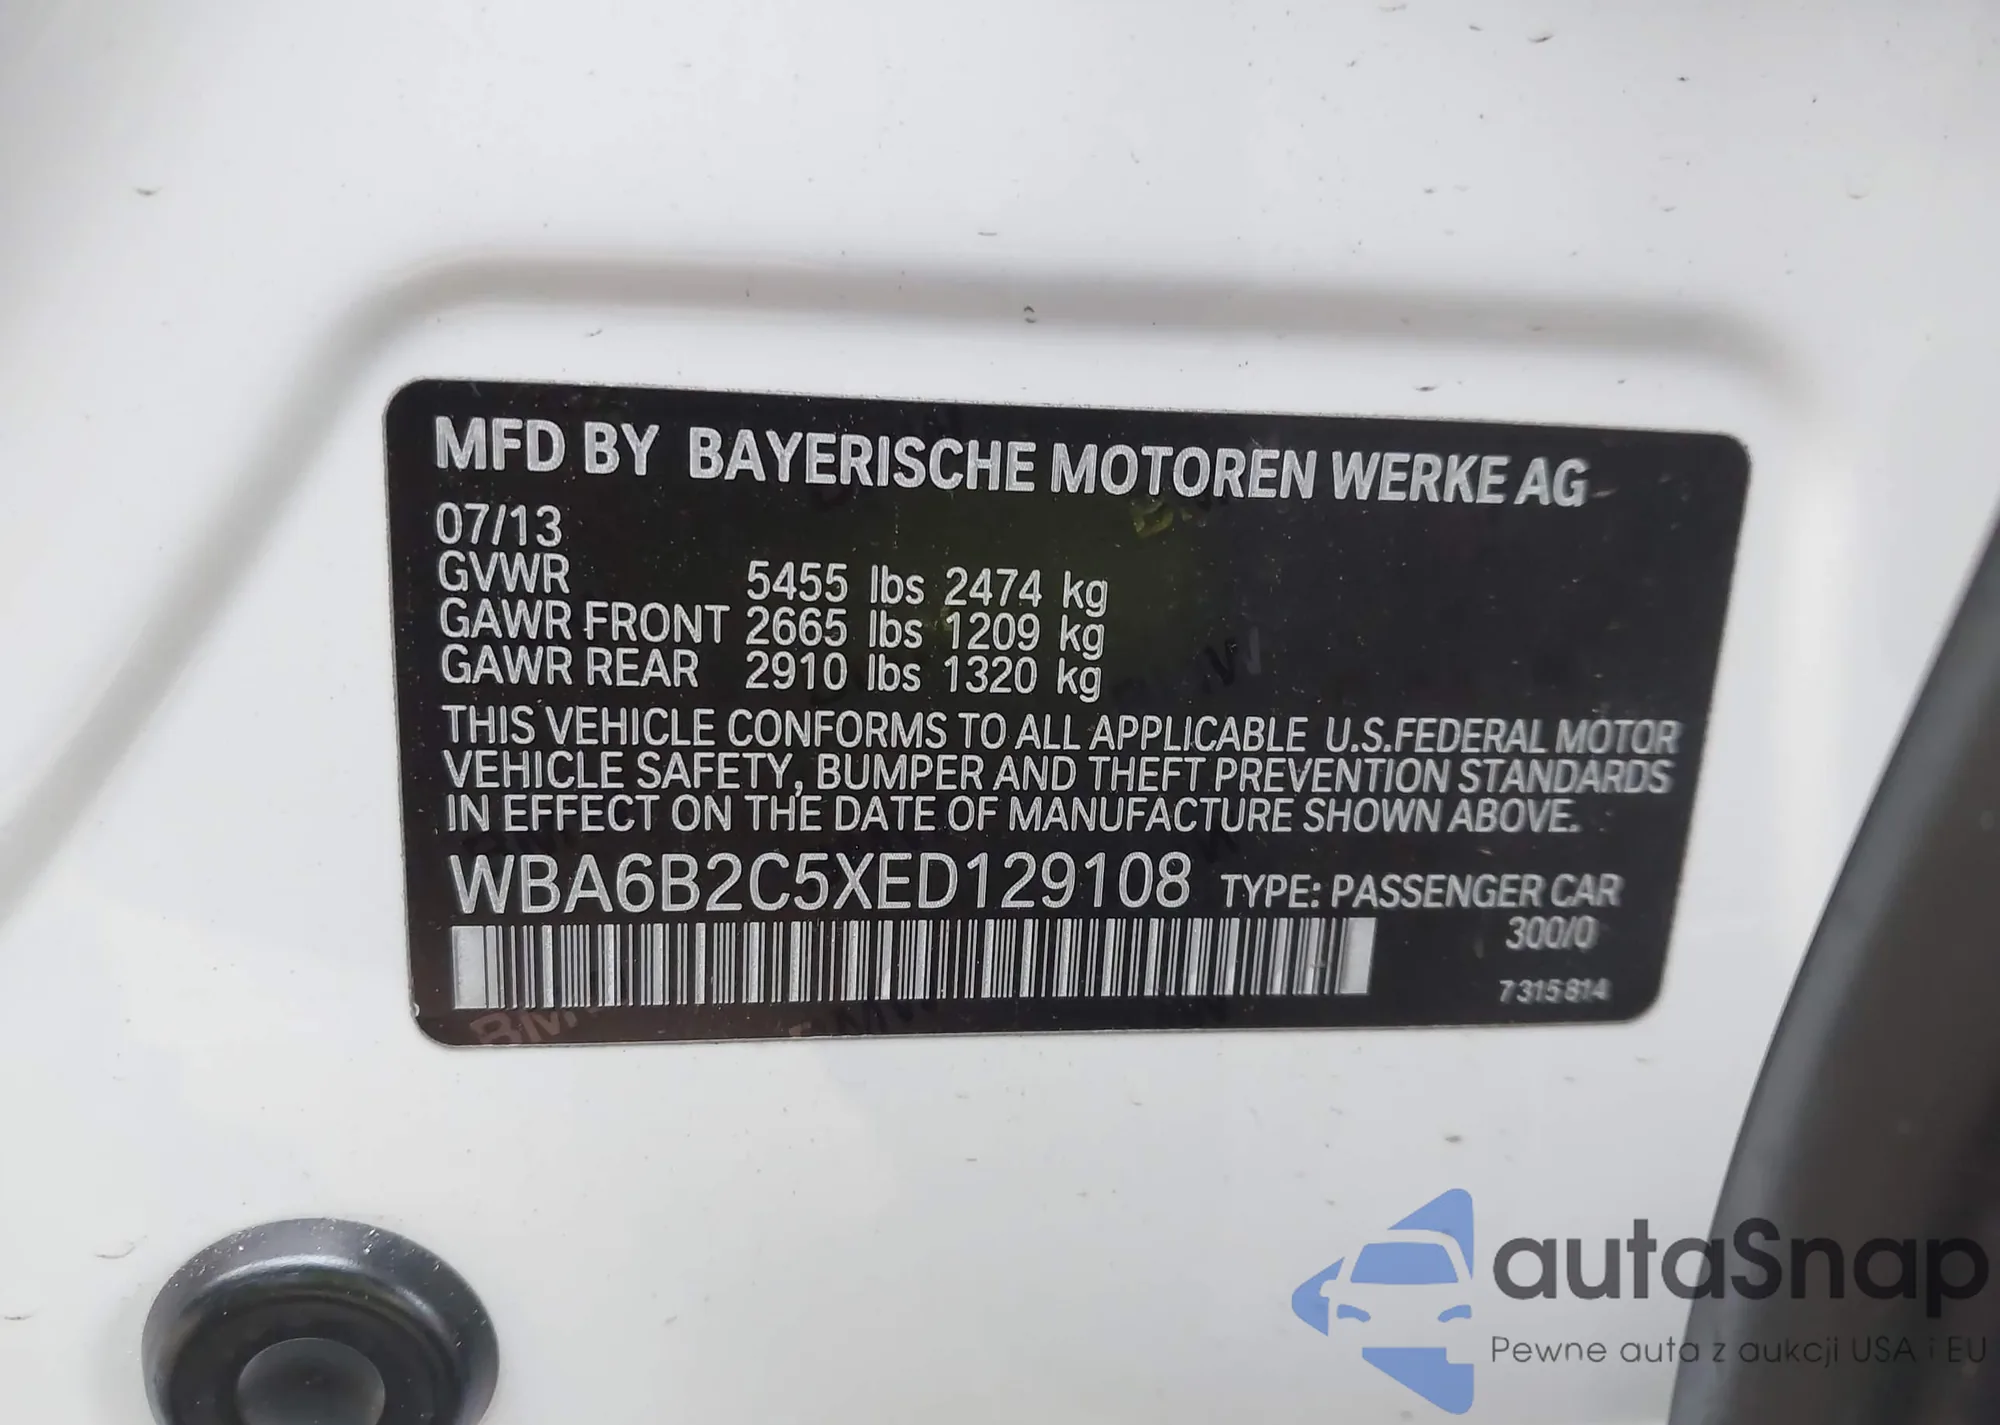 MFD BY BAYERISCHE MOTOREN WERKE AG
07/13
GVWR 5455 lbs 2474 kg
GAWR FRONT 2665 lbs 1209 kg
GAWR REAR 2910 lbs 1320 kg
THIS VEHICLE CONFORMS TO ALL APPLICABLE U.S.FEDERAL MOTOR
VEHICLE SAFETY, BUMPER AND THEFT PREVENTION STANDARDS
IN EFFECT ON THE DATE OF MANUFACTURE SHOWN ABOVE.
WBA6B2C5XED129108 TYPE: PASSENGER CAR
300/0
7 315 814
autaSnap
Pewne auta z aukcji USA i EU